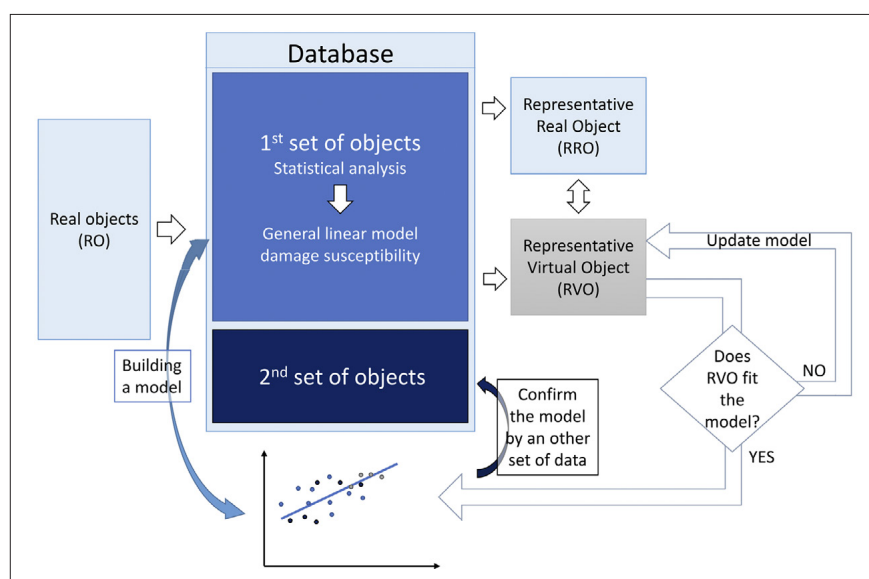 Database
1st set of objects
Statistical analysis
General linear model
damage susceptibility
2nd set of objects
Real objects
(RO)
Building
a model
Representative
Real Object
(RRO)
Representative
Virtual Object
(RVO)
Update model
Does
RVO fit
the
model?
NO
YES
Confirm
the model
by an other
set of data